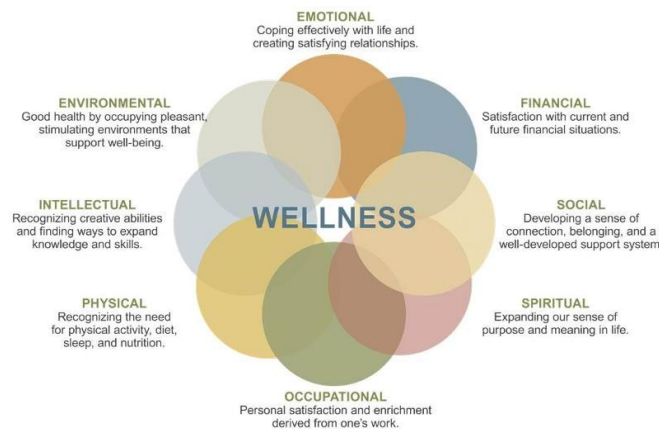 EMOTIONAL
Coping effectively with life and
creating satisfying relationships.
ENVIRONMENTAL
Good health by occupying pleasant,
stimulating environments that
support well-being.
FINANCIAL
Satisfaction with current and
future financial situations.
INTELLECTUAL
Recognizing creative abilities
and finding ways to expand
knowledge and skills.
WELLNESS
SOCIAL
Developing a sense of
connection, belonging, and a
well-developed support system
PHYSICAL
Recognizing the need
for physical activity, diet,
sleep, and nutrition.
SPIRITUAL
Expanding our sense of
purpose and meaning in life.
OCCUPATIONAL
Personal satisfaction and enrichment
derived from one's work.